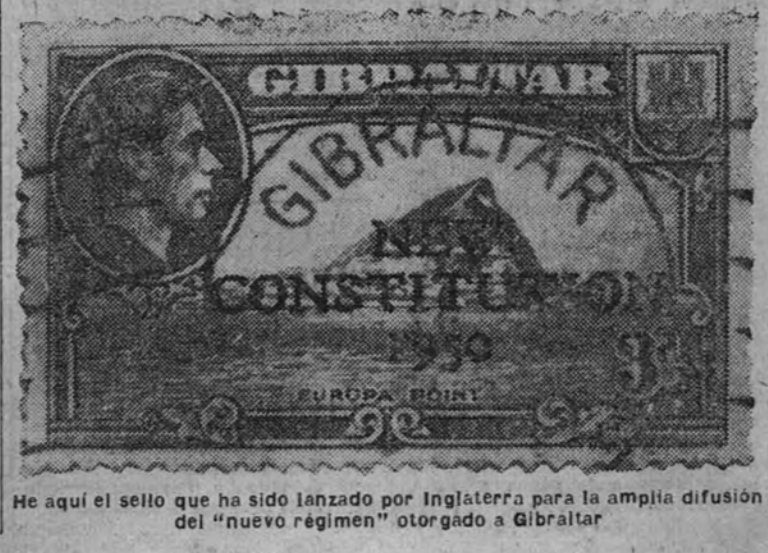 GIBRALTAR
GIBRALTAR
NEW
CONSTITUTION
1950
EUROPA POINT
He aquí el sello que ha sido lanzado por Inglaterra para la amplia difusión
del “nuevo régimen” otorgado a Gibraltar